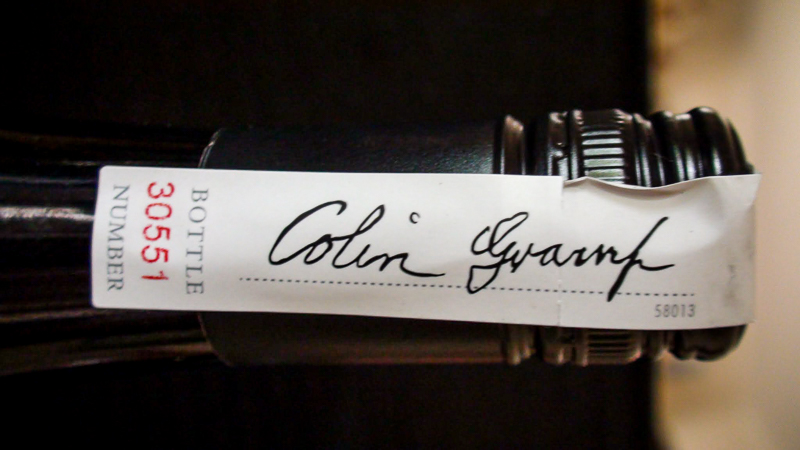 BOTTLE
30551
NUMBER
Colin Gramp
58013